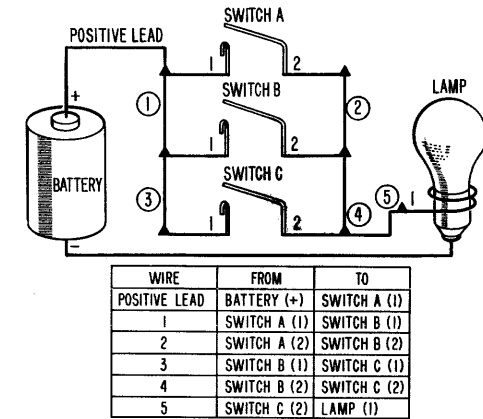 SWITCH A
POSITIVE LEAD
1 2
+
SWITCH B
LAMP
1 2
1 2
BATTERY
SWITCH C
3 4 5 1
1 2
−
WIRE FROM TO
POSITIVE LEAD BATTERY (+) SWITCH A (1)
1 SWITCH A (1) SWITCH B (1)
2 SWITCH A (2) SWITCH B (2)
3 SWITCH B (1) SWITCH C (1)
4 SWITCH B (2) SWITCH C (2)
5 SWITCH C (2) LAMP (1)